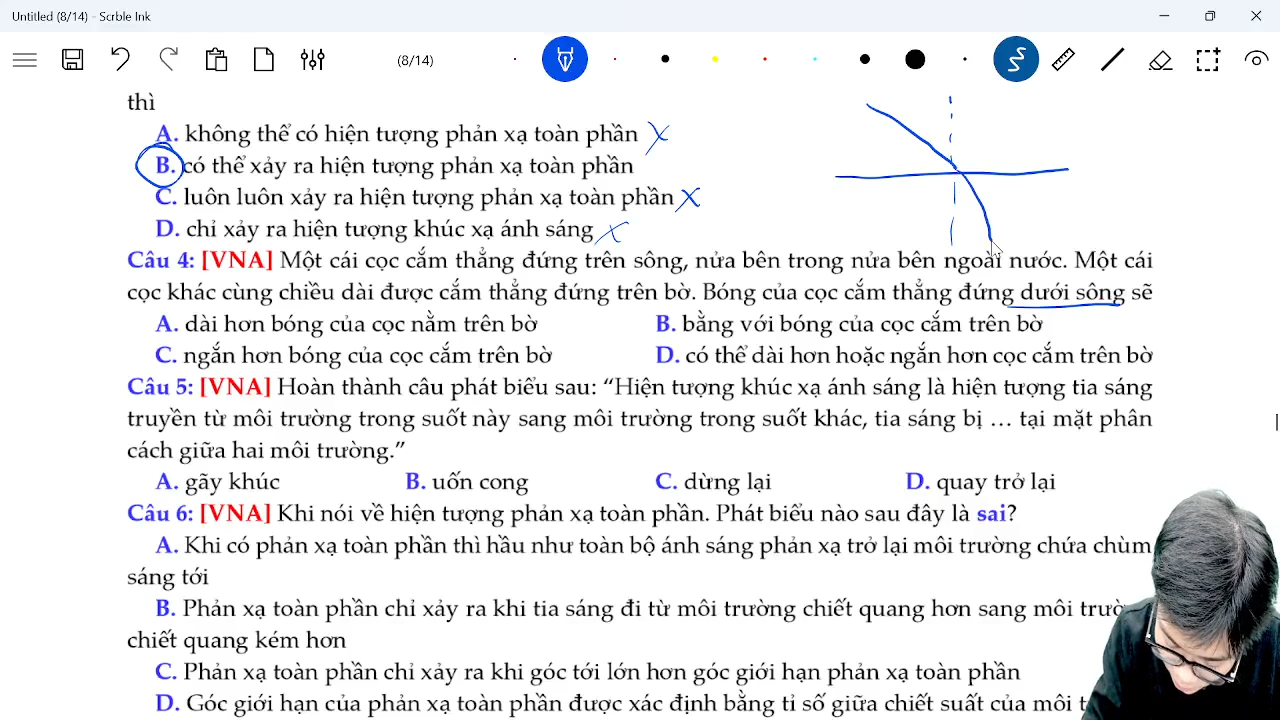 Untitled (8/14) - Scrble Ink
(8/14)
thì
A. không thể có hiện tượng phản xạ toàn phần
B. có thể xảy ra hiện tượng phản xạ toàn phần
C. luôn luôn xảy ra hiện tượng phản xạ toàn phần
D. chỉ xảy ra hiện tượng khúc xạ ánh sáng
Câu 4: [VNA] Một cái cọc cắm thẳng đứng trên sông, nửa bên trong nửa bên ngoài nước. Một cái
cọc khác cùng chiều dài được cắm thẳng đứng trên bờ. Bóng của cọc cắm thẳng đứng dưới sông sẽ
A. dài hơn bóng của cọc nằm trên bờ B. bằng với bóng của cọc cắm trên bờ
C. ngắn hơn bóng của cọc cắm trên bờ D. có thể dài hơn hoặc ngắn hơn cọc cắm trên bờ
Câu 5: [VNA] Hoàn thành câu phát biểu sau: “Hiện tượng khúc xạ ánh sáng là hiện tượng tia sáng
truyền từ môi trường trong suốt này sang môi trường trong suốt khác, tia sáng bị … tại mặt phân
cách giữa hai môi trường.”
A. gãy khúc B. uốn cong C. dừng lại D. quay trở lại
Câu 6: [VNA] Khi nói về hiện tượng phản xạ toàn phần. Phát biểu nào sau đây là sai?
A. Khi có phản xạ toàn phần thì hầu như toàn bộ ánh sáng phản xạ trở lại môi trường chứa chùm
sáng tới
B. Phản xạ toàn phần chỉ xảy ra khi tia sáng đi từ môi trường chiết quang hơn sang môi
chiết quang kém hơn
C. Phản xạ toàn phần chỉ xảy ra khi góc tới lớn hơn góc giới hạn phản xạ toàn phần
D. Góc giới hạn của phản xạ toàn phần được xác định bằng tỉ số giữa chiết suất của môi